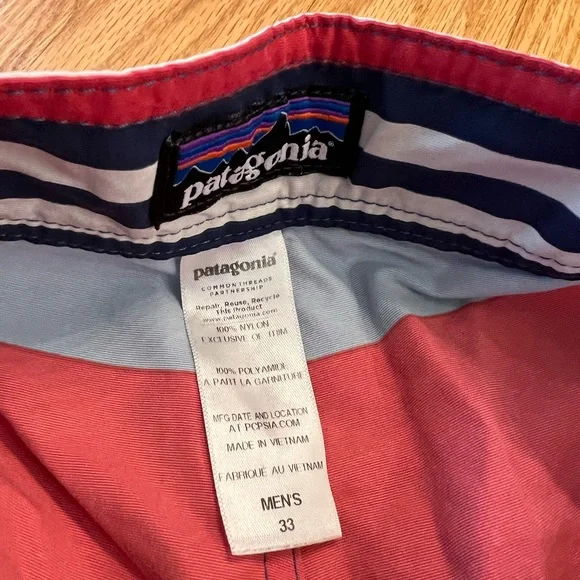 patagonia®
patagonia®
COMMONTHREADS
PARTNERSHIP
Repair, Reuse, Recycle
This Product
www.patagonia.com
100% NYLON
EXCLUSIVE OF TRIM
100% POLYAMIDE
A PART LA GARNITURE
MFG DATE AND LOCATION
AT PCPSIA.COM
MADE IN VIETNAM
FABRIQUÉ AU VIETNAM
MEN'S
33